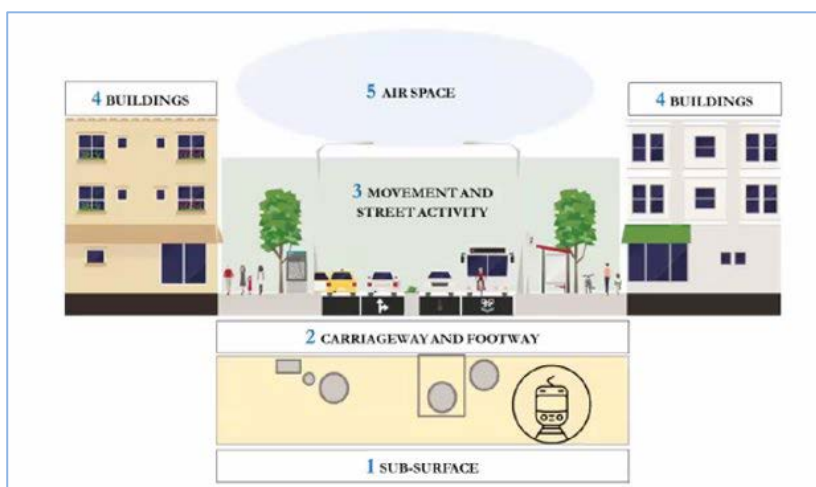 5 AIR SPACE
4 BUILDINGS
4 BUILDINGS
3 MOVEMENT AND
STREET ACTIVITY
2 CARRIAGEWAY AND FOOTWAY
1 SUB-SURFACE